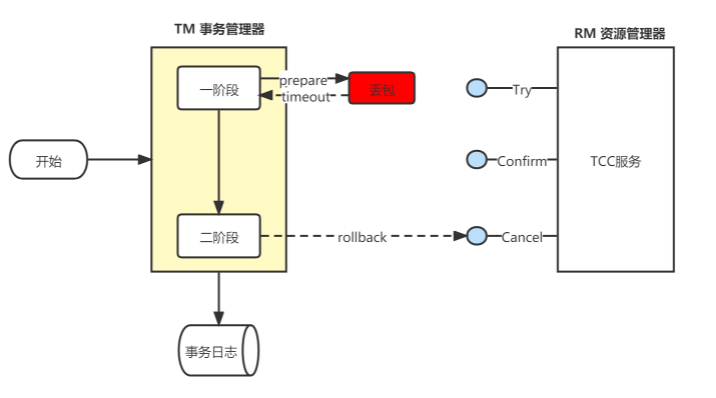 TM 事务管理器
RM 资源管理器
一阶段
prepare
timeout
丢包
Try
开始
Confirm
TCC服务
二阶段
rollback
Cancel
事务日志